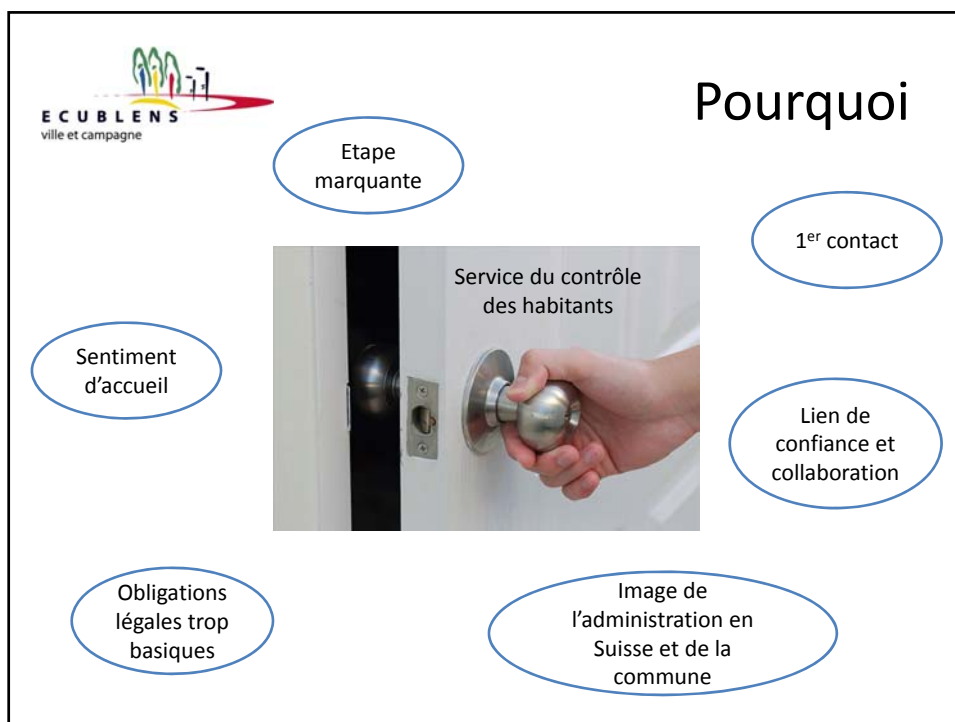 ECUBLENS
ville et campagne
Pourquoi
Etape
marquante
1er contact
Service du contrôle
des habitants
Sentiment
d’accueil
Lien de
confiance et
collaboration
Obligations
légales trop
basiques
Image de
l’administration en
Suisse et de la
commune